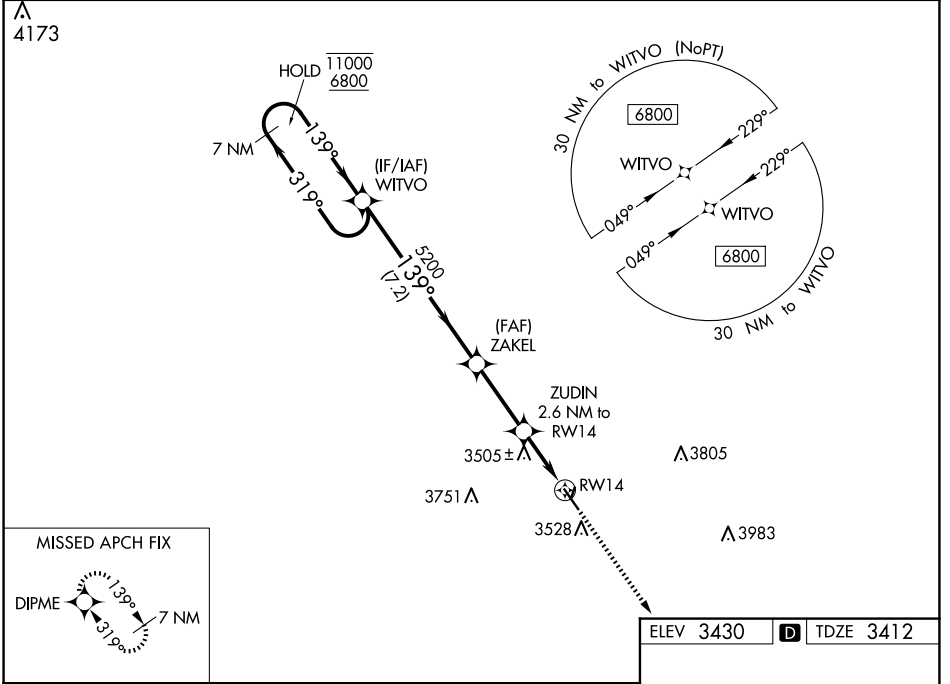 4173
HOLD 11000
6800
7 NM
139°
319°
(IF/IAF)
WITVO
5200
139°
(7.2)
(FAF)
ZAKEL
ZUDIN
2.6 NM to
RW14
3505±
3805
3751
RW14
3528
3983
30 NM to WITVO (NoPT)
6800
229°
WITVO
049°
229°
WITVO
049°
6800
30 NM to WITVO
MISSED APCH FIX
DIPME
139°
7 NM
319°
ELEV 3430 D TDZE 3412